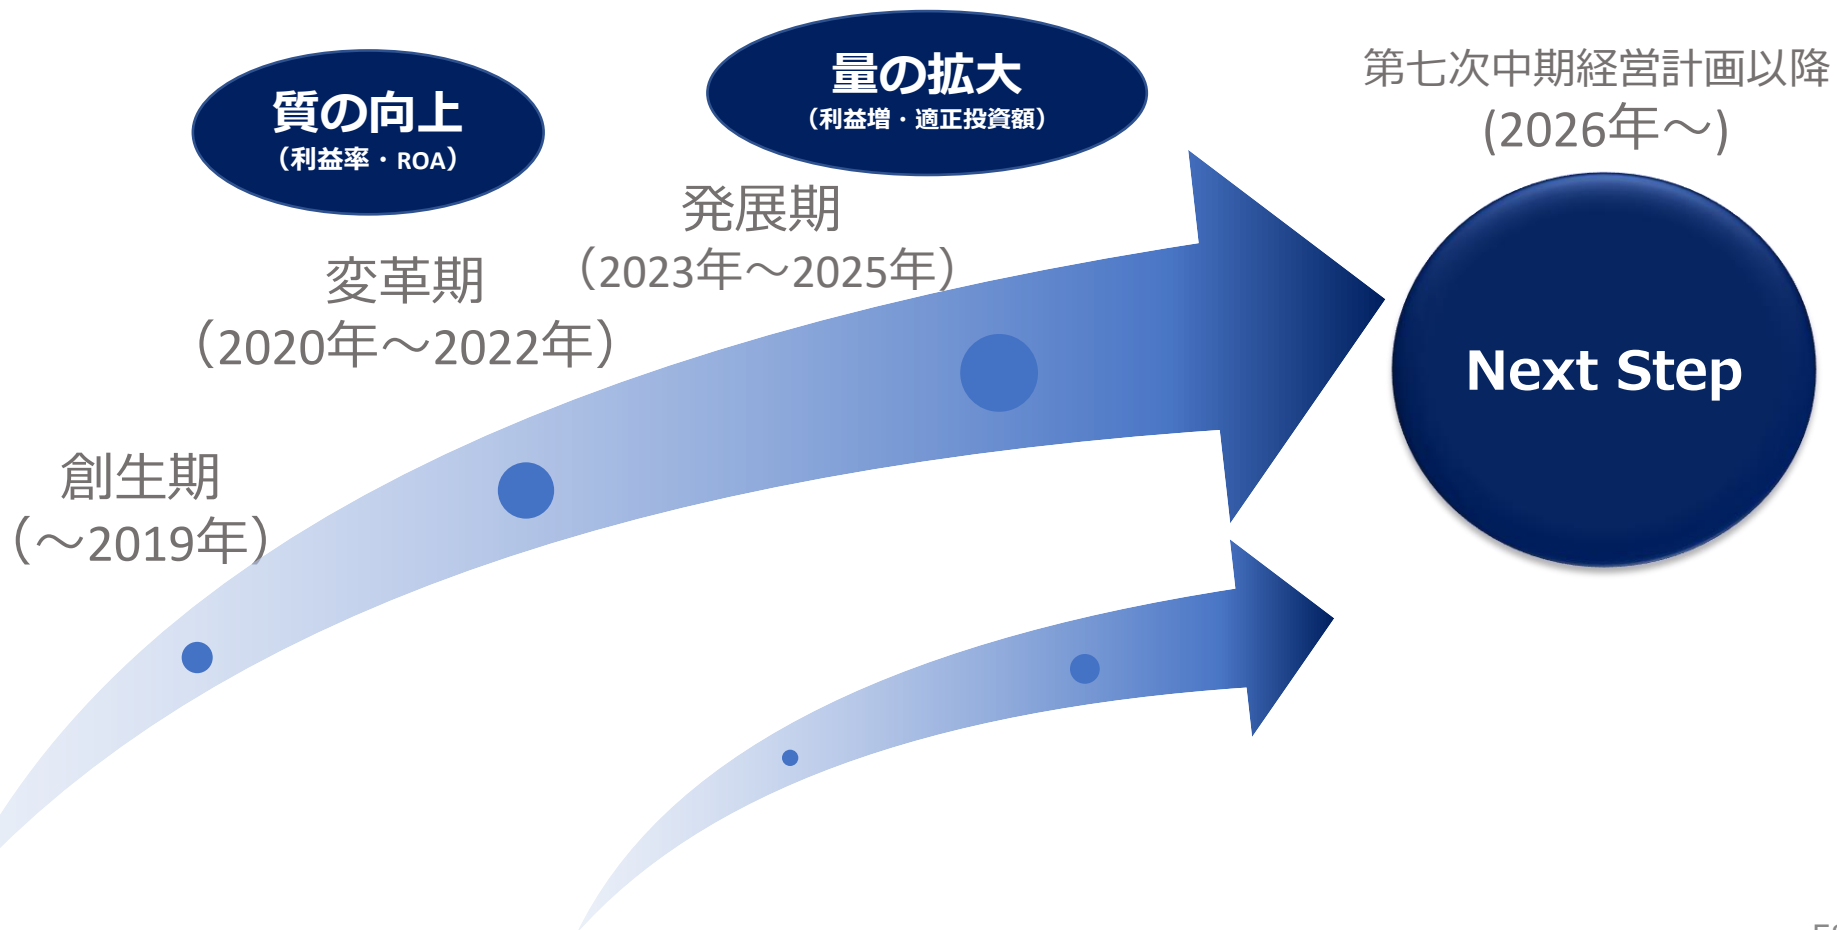 質の向上
（利益率・ROA）
量の拡大
（利益増・適正投資額）
第七次中期経営計画以降
(2026年～)
発展期
（2023年～2025年）
変革期
（2020年～2022年）
Next Step
創生期
（～2019年）